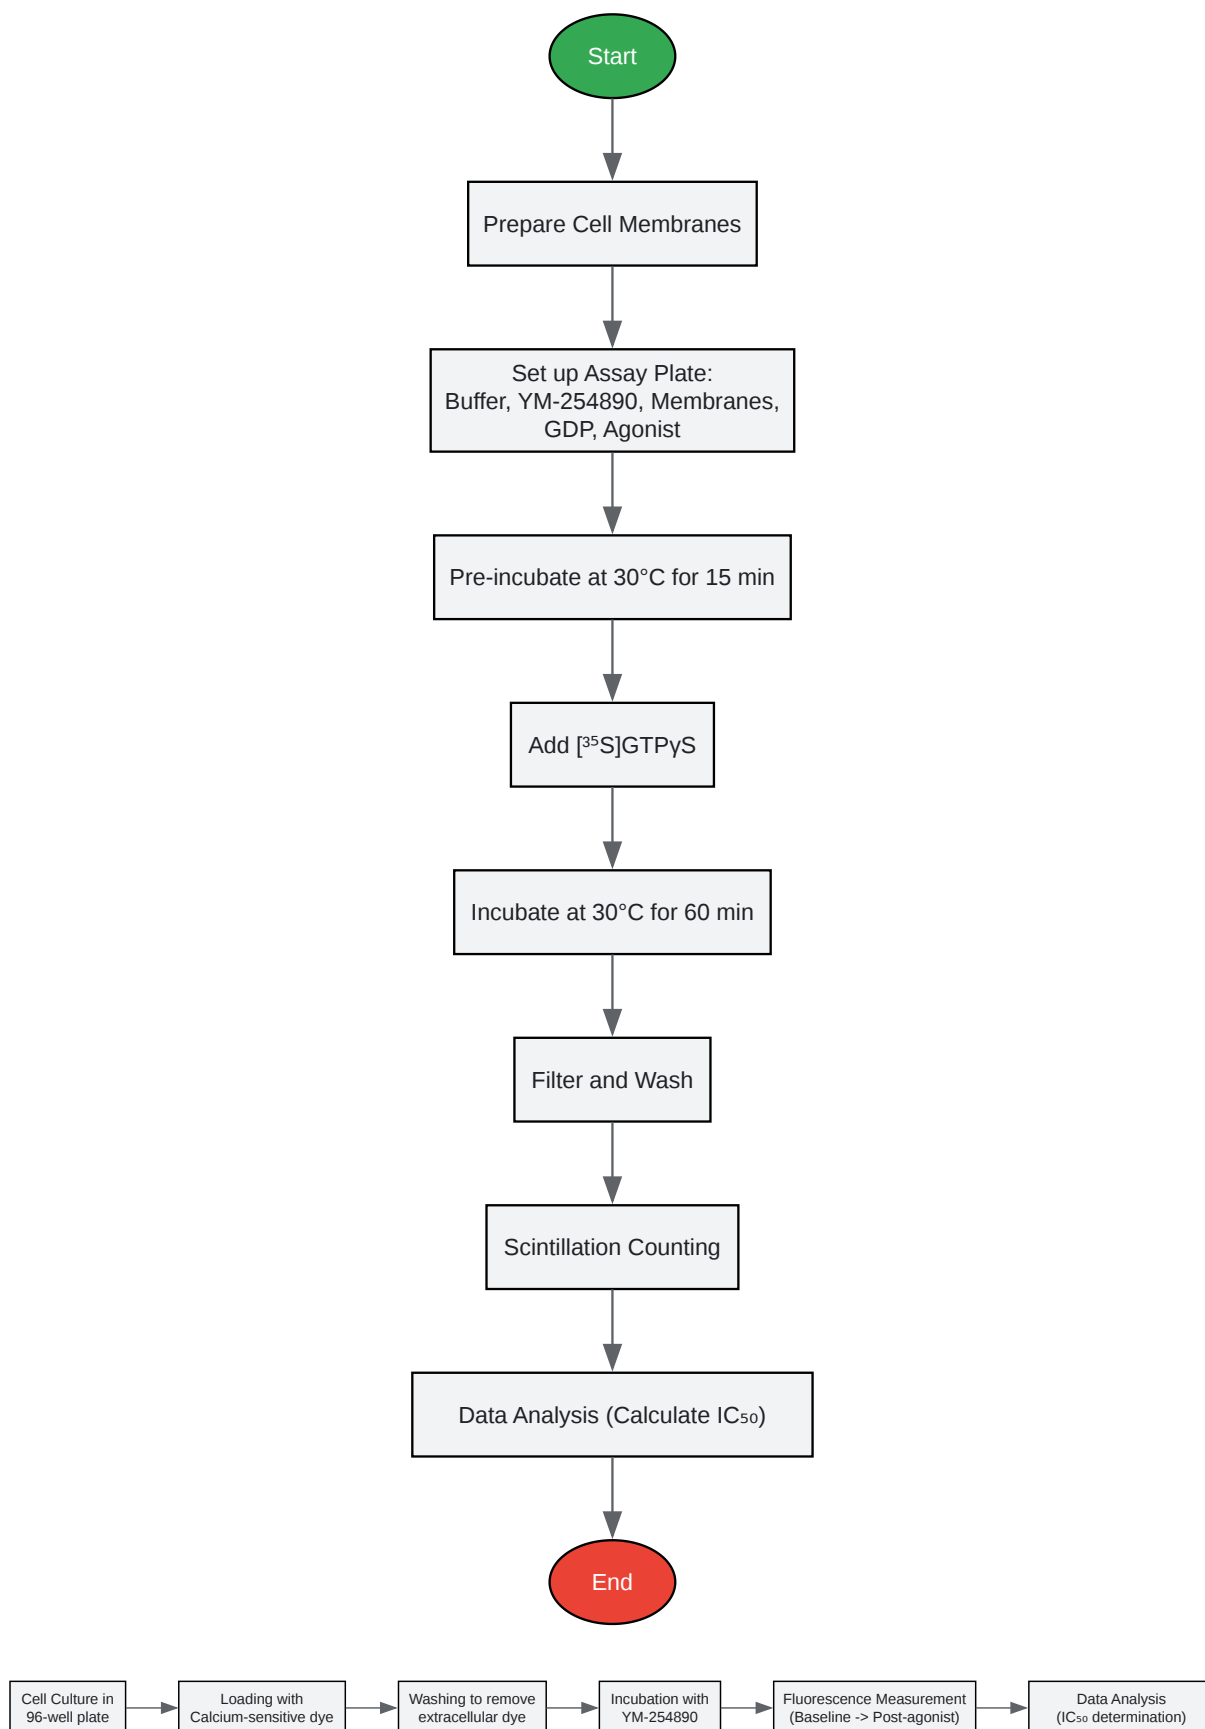 Start
Prepare Cell Membranes
Set up Assay Plate:
Buffer, YM-254890, Membranes,
GDP, Agonist
Pre-incubate at 30°C for 15 min
Add [³⁵S]GTPγS
Incubate at 30°C for 60 min
Filter and Wash
Scintillation Counting
Data Analysis (Calculate IC₅₀)
End
Cell Culture in
96-well plate
Loading with
Calcium-sensitive dye
Washing to remove
extracellular dye
Incubation with
YM-254890
Fluorescence Measurement
(Baseline -> Post-agonist)
Data Analysis
(IC₅₀ determination)